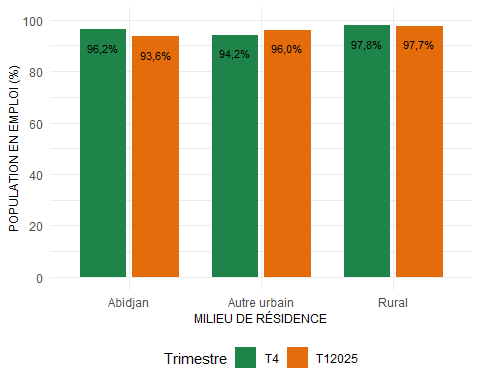 100
80
60
40
20
0
POPULATION EN EMPLOI (%)
96,2%
93,6%
94,2%
96,0%
97,8%
97,7%
Abidjan
Autre urbain
Rural
MILIEU DE RÉSIDENCE
Trimestre
T4
T12025